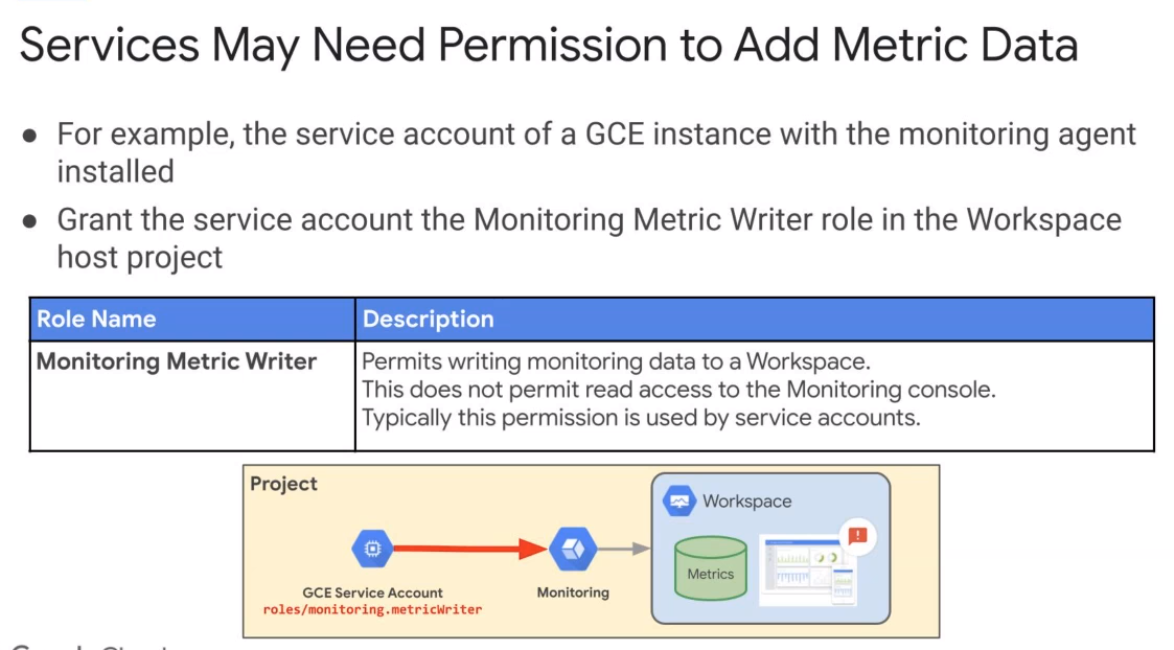 Services May Need Permission to Add Metric Data
● For example, the service account of a GCE instance with the monitoring agent
installed
● Grant the service account the Monitoring Metric Writer role in the Workspace
host project
Role Name
Description
Monitoring Metric Writer
Permits writing monitoring data to a Workspace.
This does not permit read access to the Monitoring console.
Typically this permission is used by service accounts.
Project
Workspace
Metrics
GCE Service Account
roles/monitoring.metricWriter
Monitoring